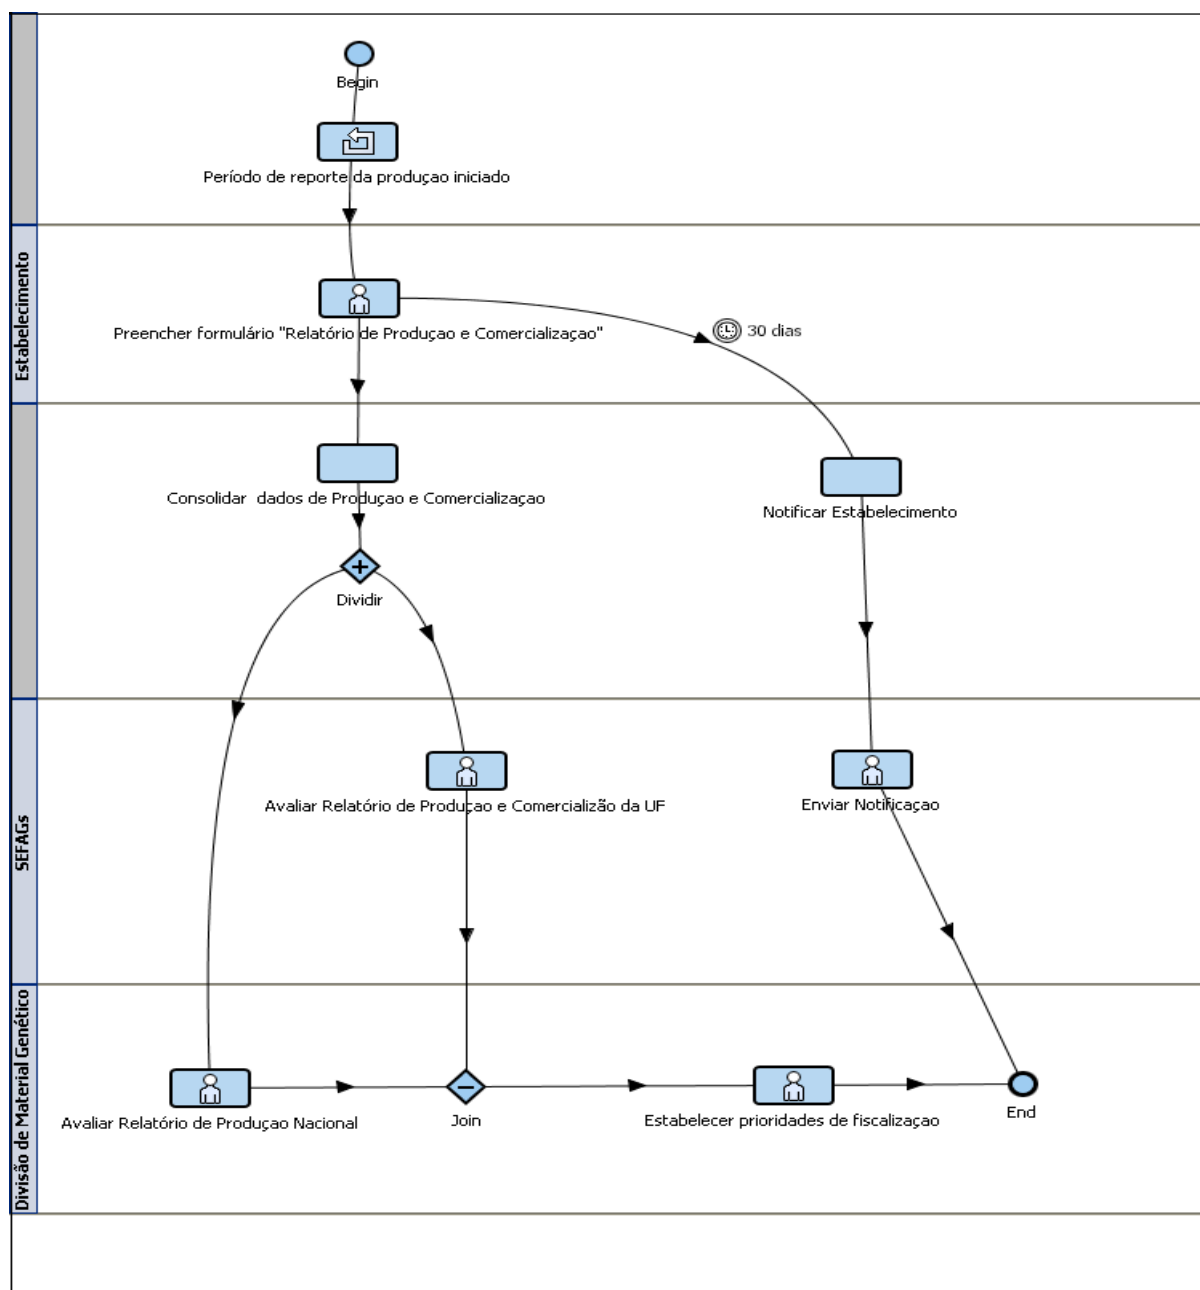 Begin
Período de reporte da produçao iniciado
Estabelecimento
Preencher formulário "Relatório de Produçao e Comercializaçao"
30 dias
Consolidar  dados de Produçao e Comercializaçao
Notificar Estabelecimento
Dividir
SEFAGs
Avaliar Relatório de Produçao e Comercializão da UF
Enviar Notificaçao
Divisão de Material Genético
Avaliar Relatório de Produçao Nacional
Join
Estabelecer prioridades de fiscalizaçao
End